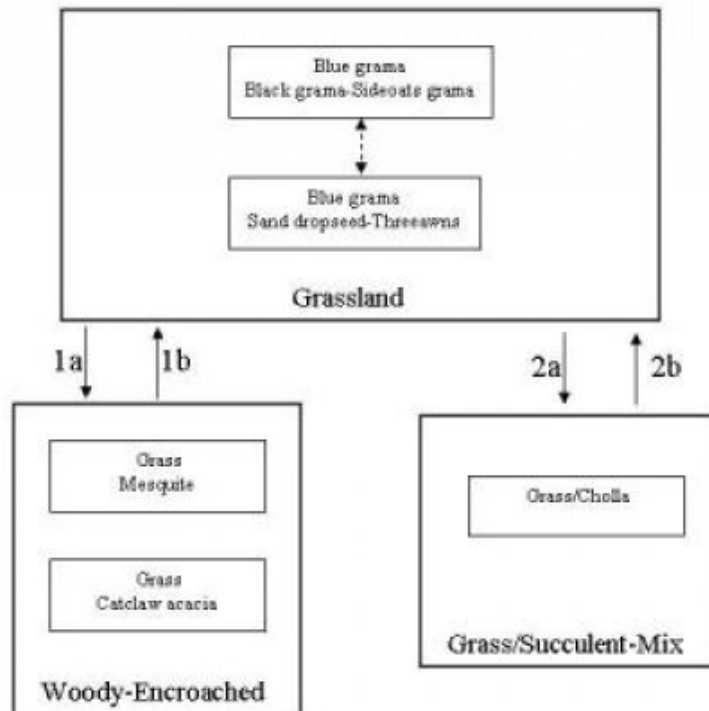 Blue grama
Black grama-Sideoats grama
Blue grama
Sand dropseed-Threeawns
Grassland
1a
1b
2a
2b
Grass
Mesquite
Grass
Catclaw acacia
Woody-Encroached
Grass/Cholla
Grass/Succulent-Mix